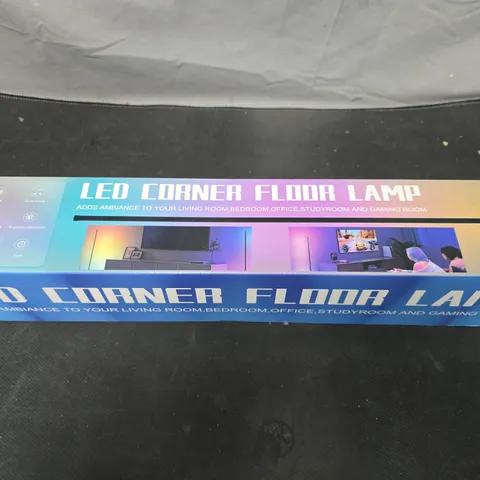 LED CORNER FLOOR LAMP
ADDS AMBIANCE TO YOUR LIVING ROOM,BEDROOM,OFFICE,STUDYROOM AND GAMING ROOM
D CORNER FLOOR LA
AMBIANCE TO YOUR LIVING ROOM,BEDROOM,OFFICE,STUDYROOM AND GAMING